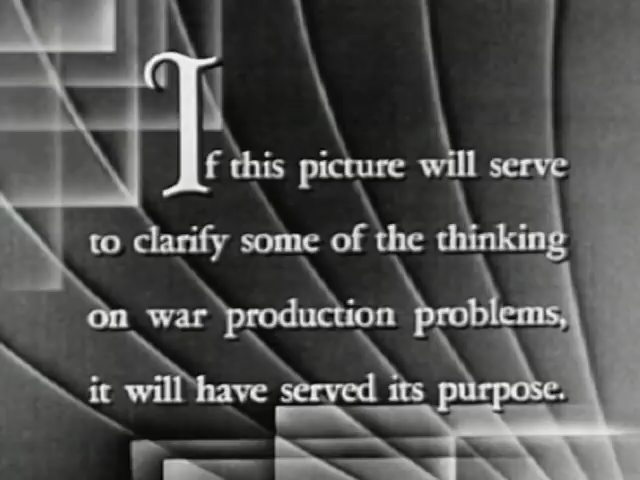 If this picture will serve
to clarify some of the thinking
on war production problems,
it will have served its purpose.